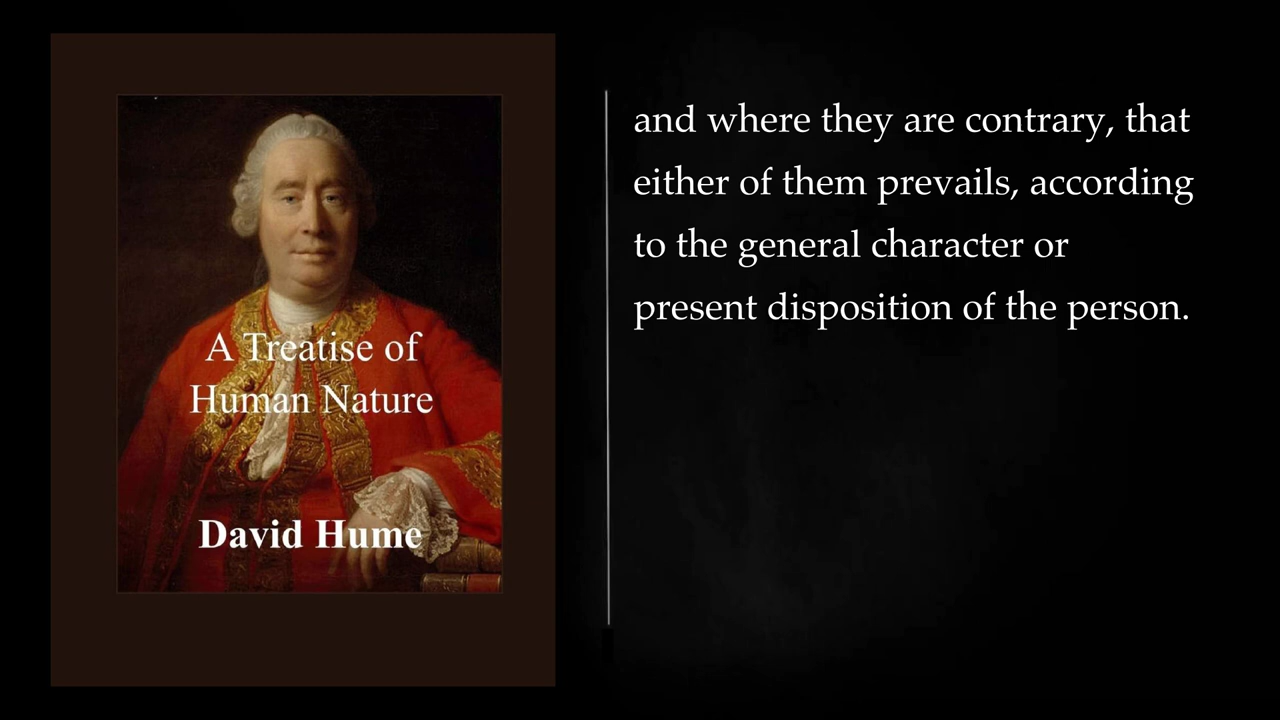 A Treatise of
Human Nature
David Hume
and where they are contrary, that
either of them prevails, according
to the general character or
present disposition of the person.